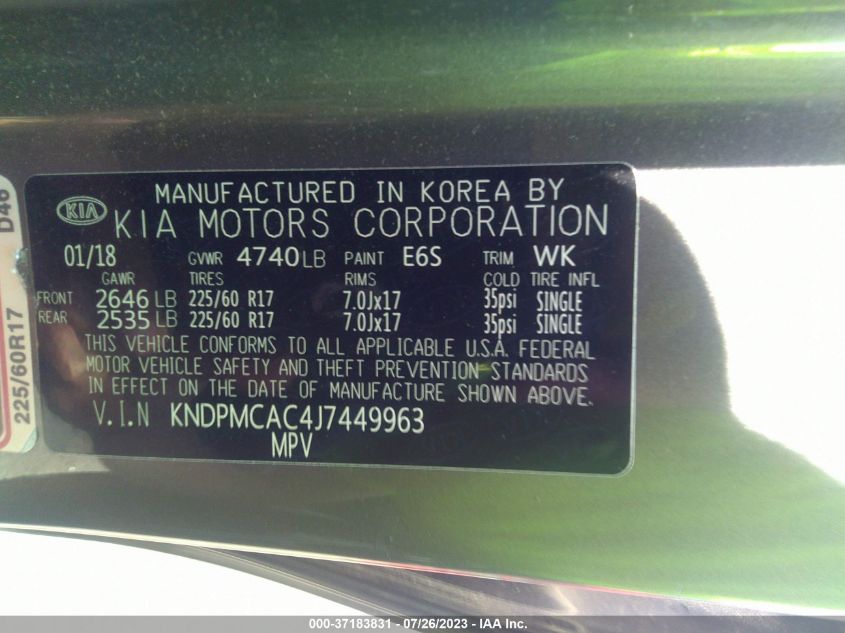 MANUFACTURED IN KOREA BY
KIA KIA MOTORS CORPORATION
01/18 GVWR 4740LB PAINT E6S TRIM WK
GAWR TIRES RIMS COLD TIRE INFL
FRONT 2646 LB 225/60 R17 7.0Jx17 35psi SINGLE
REAR 2535 LB 225/60 R17 7.0Jx17 35psi SINGLE
THIS VEHICLE CONFORMS TO ALL APPLICABLE U.S.A. FEDERAL
MOTOR VEHICLE SAFETY AND THEFT PREVENTION STANDARDS
IN EFFECT ON THE DATE OF MANUFACTURE SHOWN ABOVE.
V.I.N KNDPMCAC4J7449963
MPV
D46
225/60R17
000-37183831 - 07/26/2023 - IAA Inc.